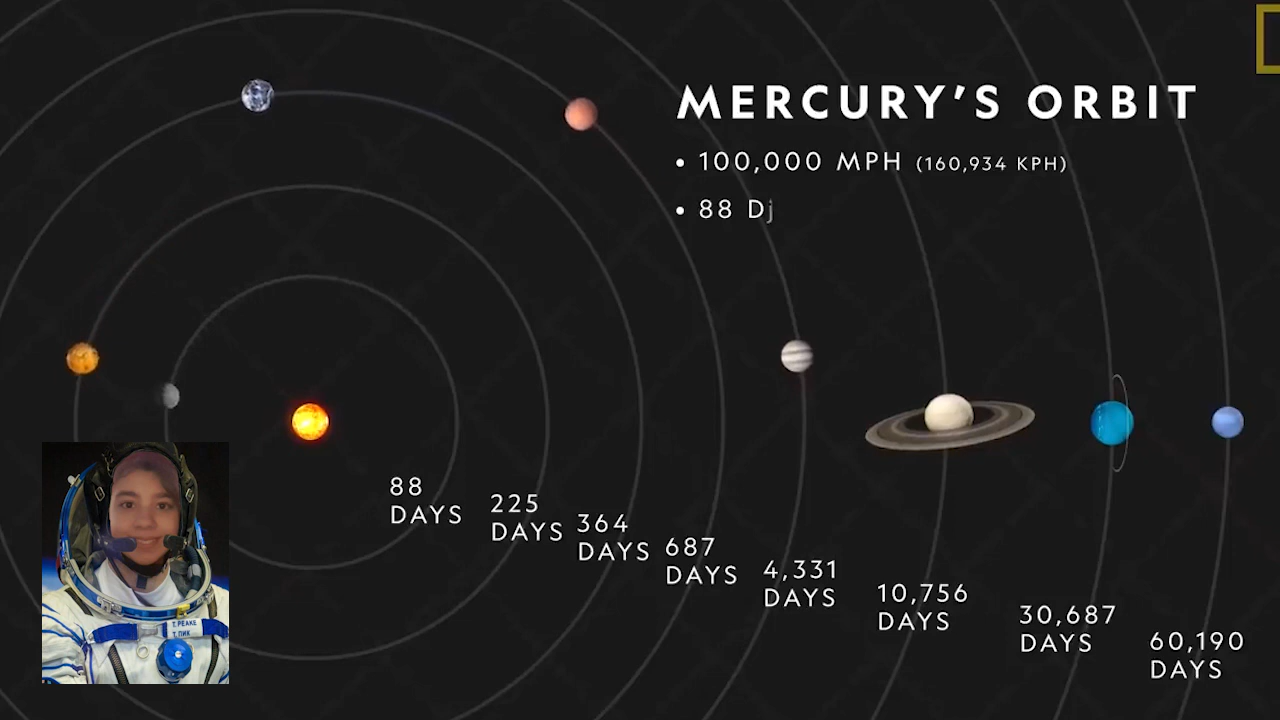 MERCURY'S ORBIT
• 100,000 MPH (160,934 KPH)
• 88 Dj
88
DAYS
225
DAYS
364
DAYS
687
DAYS
4,331
DAYS
10,756
DAYS
30,687
DAYS
60,190
DAYS
T. PEAKE
Т. ПИК